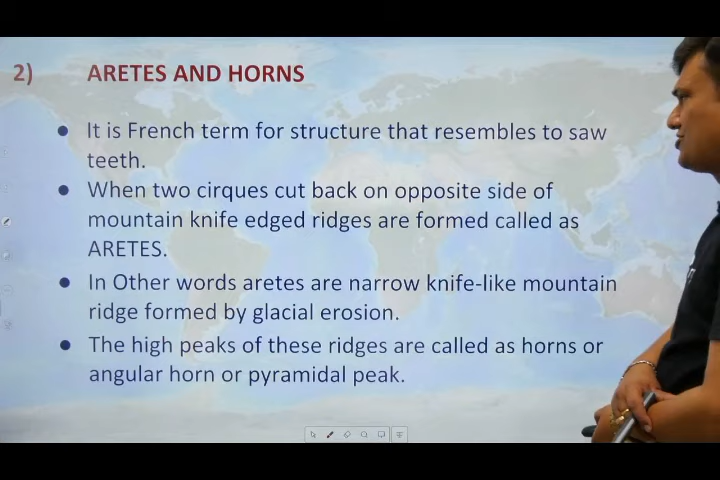 2) ARETES AND HORNS
● It is French term for structure that resembles to saw
teeth.
● When two cirques cut back on opposite side of
mountain knife edged ridges are formed called as
ARETES.
● In Other words aretes are narrow knife-like mountain
ridge formed by glacial erosion.
● The high peaks of these ridges are called as horns or
angular horn or pyramidal peak.